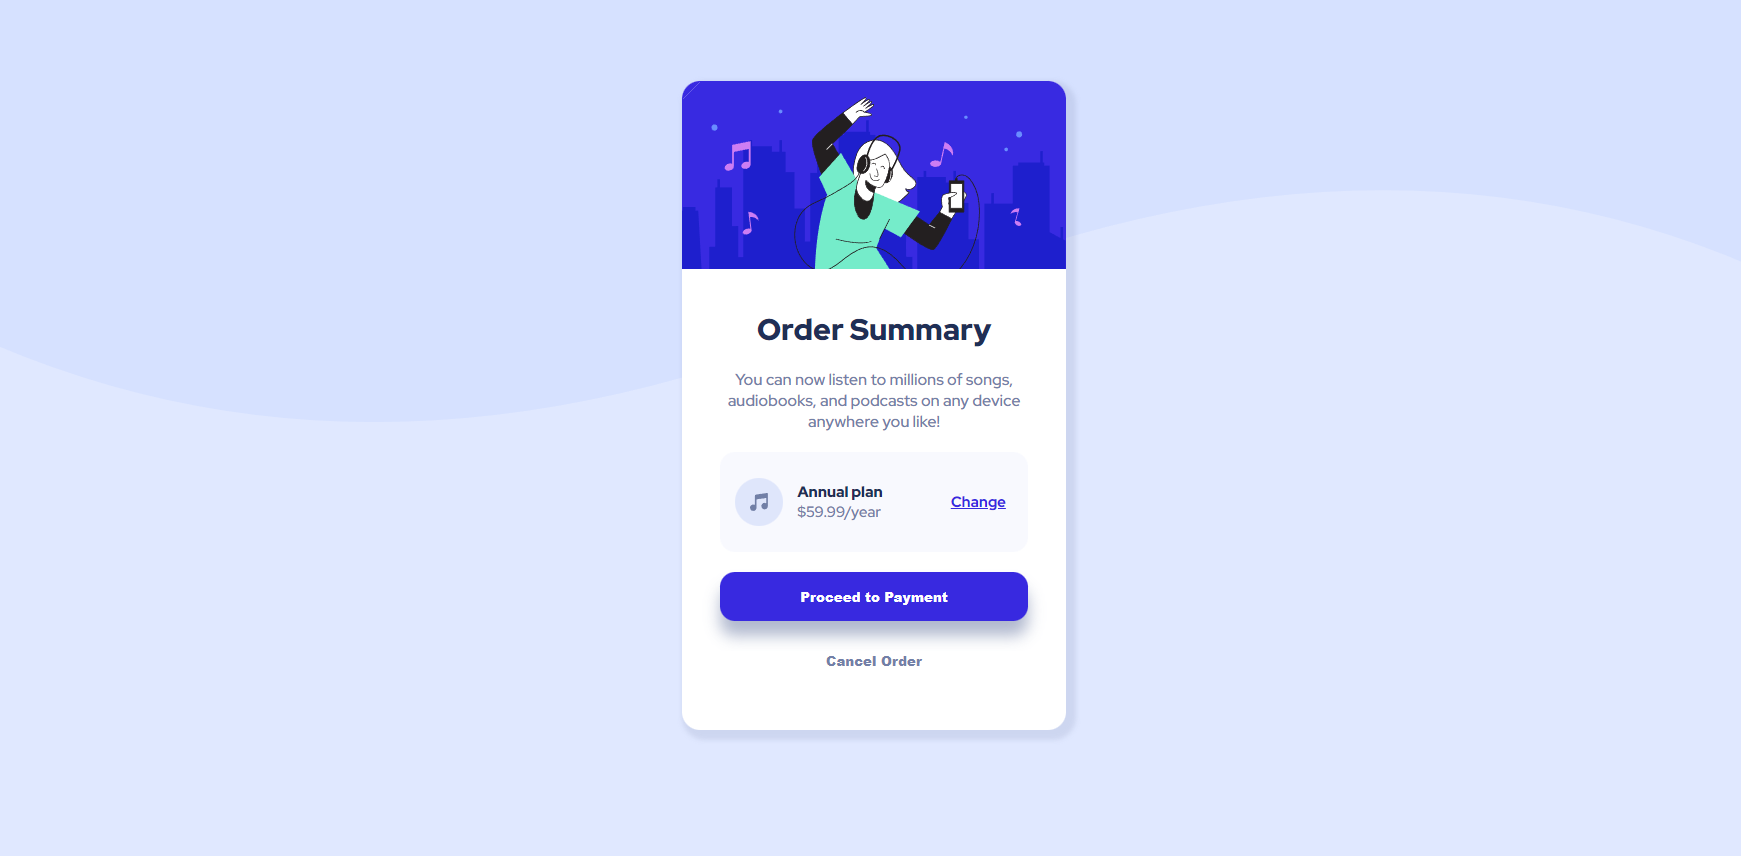 Order Summary
You can now listen to millions of songs,
audiobooks, and podcasts on any device
anywhere you like!
Annual plan
$59.99/year
Change
Proceed to Payment
Cancel Order